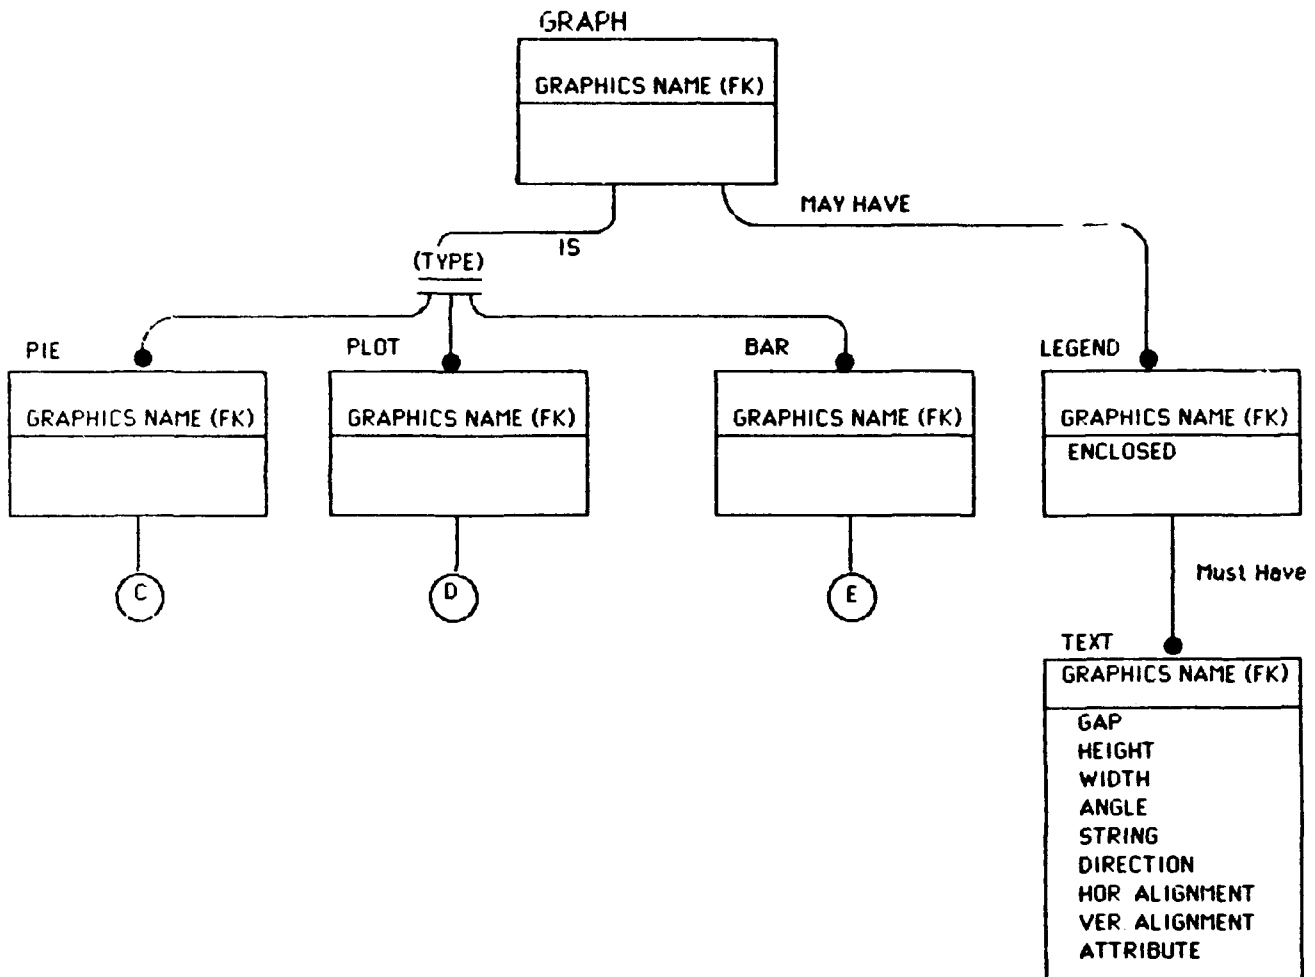 GRAPH
GRAPHICS NAME (FK)
MAY HAVE
IS
(TYPE)
PIE
PLOT
BAR
LEGEND
GRAPHICS NAME (FK)
GRAPHICS NAME (FK)
GRAPHICS NAME (FK)
GRAPHICS NAME (FK)
ENCLOSED
C
D
E
Must Have
TEXT
GRAPHICS NAME (FK)
GAP
HEIGHT
WIDTH
ANGLE
STRING
DIRECTION
HOR ALIGNMENT
VER. ALIGNMENT
ATTRIBUTE